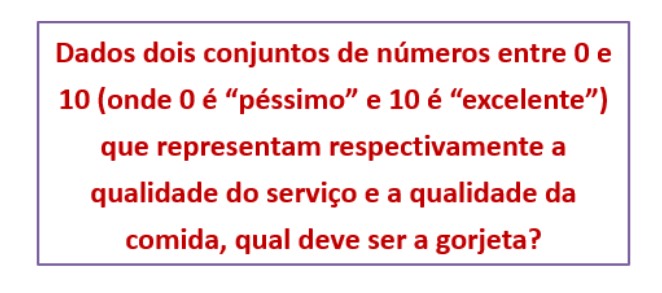 Dados dois conjuntos de números entre 0 e
10 (onde 0 é “péssimo” e 10 é “excelente”)
que representam respectivamente a
qualidade do serviço e a qualidade da
comida, qual deve ser a gorjeta?